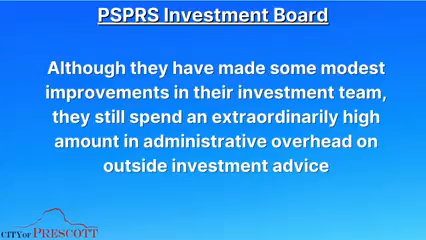 PSPRS Investment Board
Although they have made some modest
improvements in their investment team,
they still spend an extraordinarily high
amount in administrative overhead on
outside investment advice
CITY OF PRESCOTT